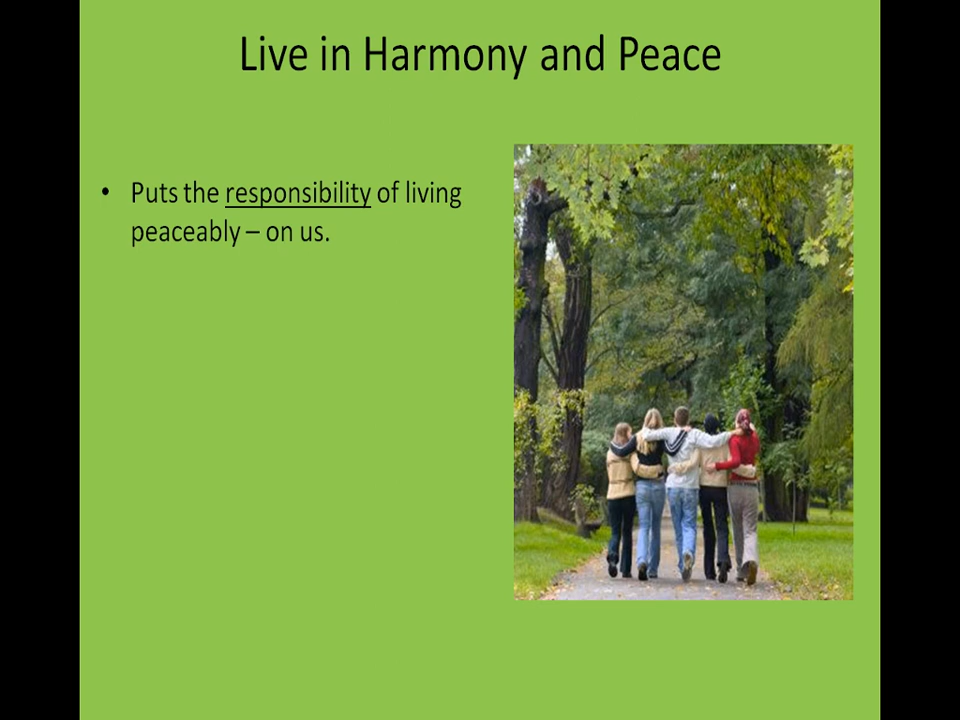 Live in Harmony and Peace
• Puts the responsibility of living
peaceably – on us.